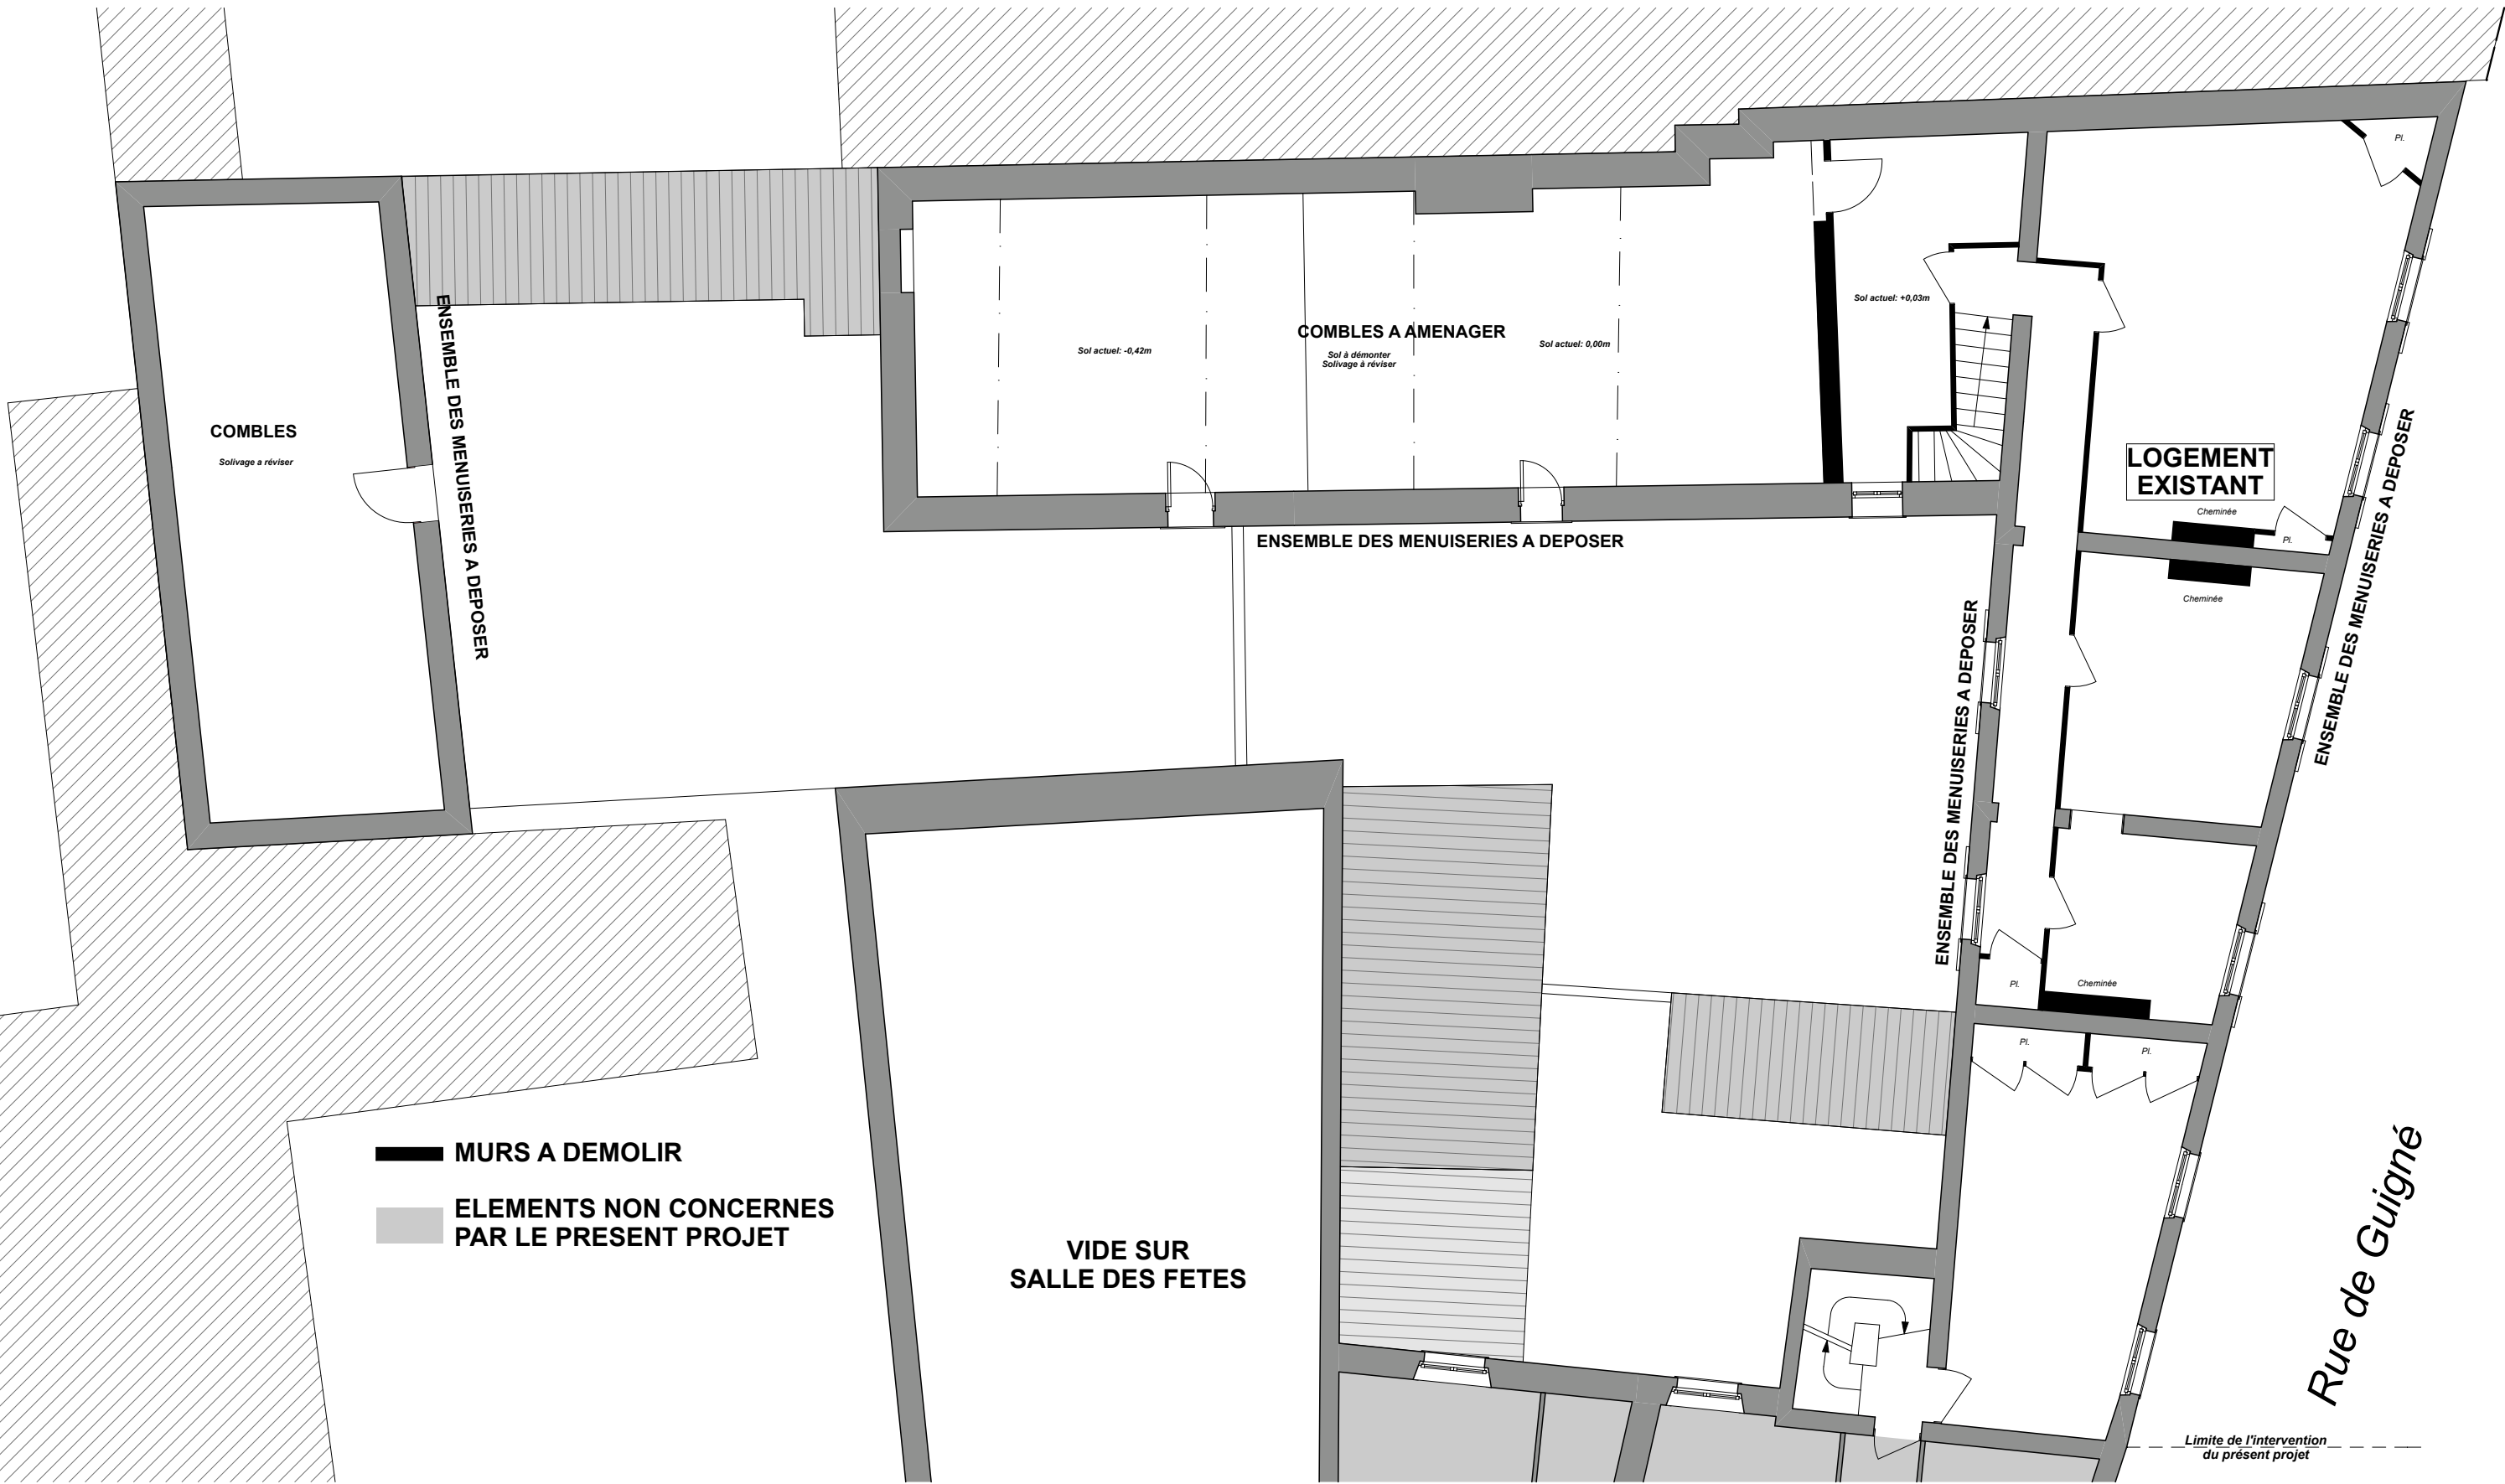 Pl.
Sol actuel: +0,03m
COMBLES A AMENAGER
Sol actuel: -0,42m
Sol à démonter
Solivage à réviser
Sol actuel: 0,00m
ENSEMBLE DES MENUISERIES A DEPOSER
COMBLES
Solivage a réviser
LOGEMENT
EXISTANT
Cheminée
Pl.
ENSEMBLE DES MENUISERIES A DEPOSER
ENSEMBLE DES MENUISERIES A DEPOSER
Cheminée
ENSEMBLE DES MENUISERIES A DEPOSER
Pl.
Cheminée
Pl.
Pl.
MURS A DEMOLIR
ELEMENTS NON CONCERNES
PAR LE PRESENT PROJET
VIDE SUR
SALLE DES FETES
Rue de Guigné
Limite de l'intervention
du présent projet